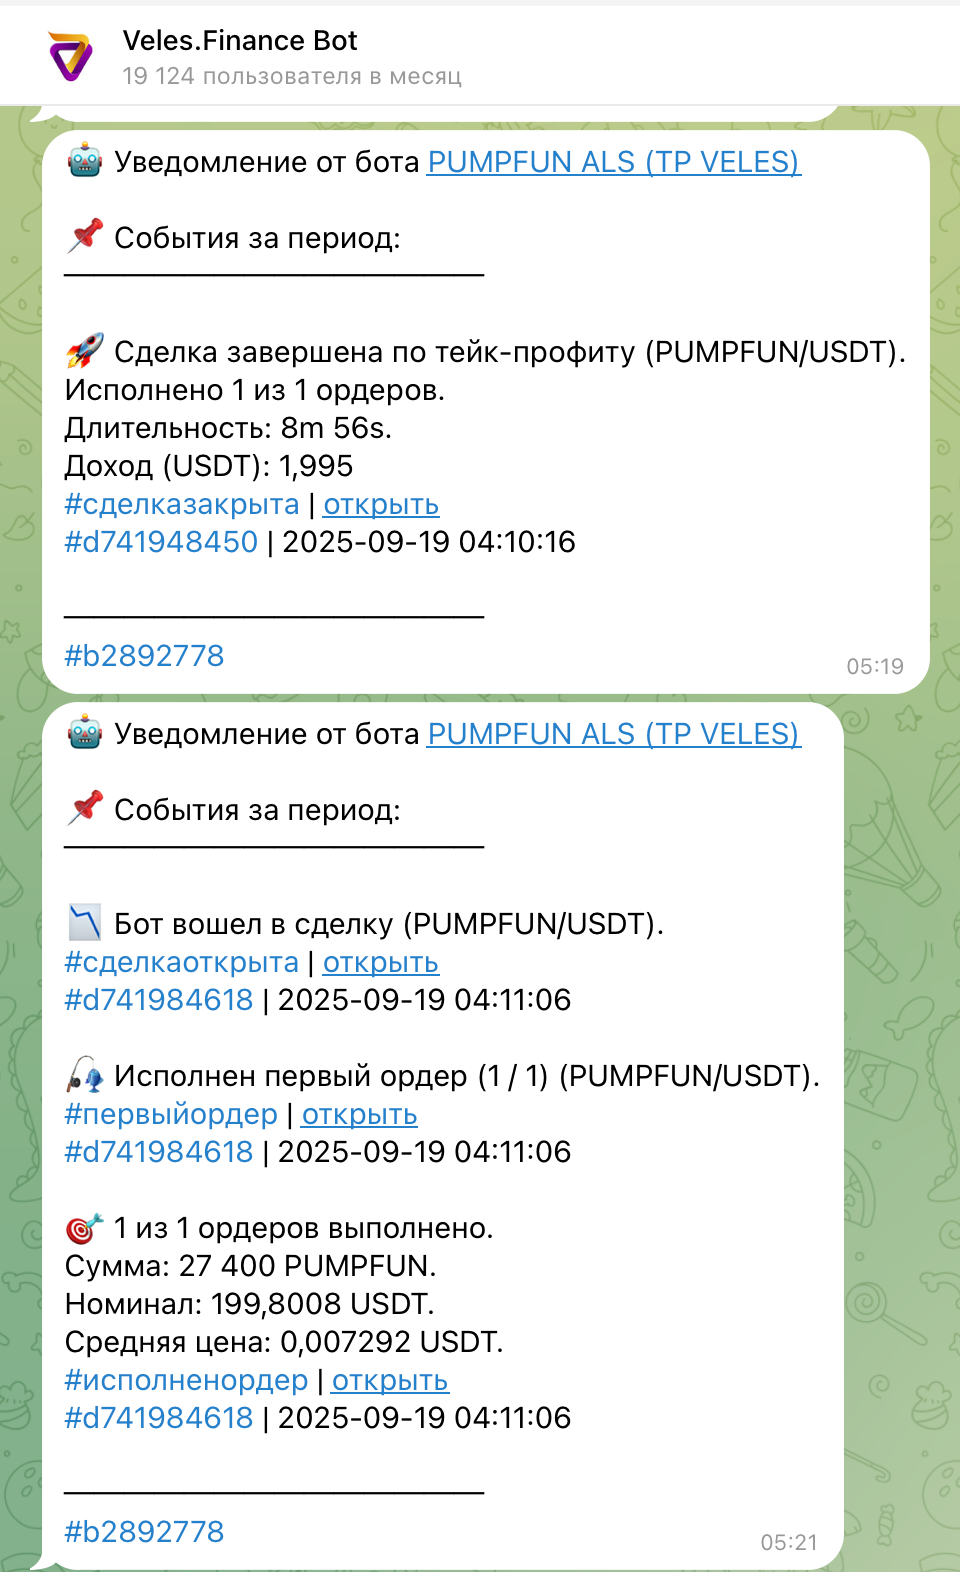 Veles.Finance Bot
19 124 пользователя в месяц
Уведомление от бота PUMPFUN ALS (TP VELES)
События за период:
Сделка завершена по тейк-профиту (PUMPFUN/USDT).
Исполнено 1 из 1 ордеров.
Длительность: 8m 56s.
Доход (USDT): 1,995
#сделказакрыта | открыть
#d741948450 | 2025-09-19 04:10:16
#b2892778
05:19
Уведомление от бота PUMPFUN ALS (TP VELES)
События за период:
Бот вошел в сделку (PUMPFUN/USDT).
#сделкаоткрыта | открыть
#d741984618 | 2025-09-19 04:11:06
Исполнен первый ордер (1 / 1) (PUMPFUN/USDT).
#первыйордер | открыть
#d741984618 | 2025-09-19 04:11:06
1 из 1 ордеров выполнено.
Сумма: 27 400 PUMPFUN.
Номинал: 199,8008 USDT.
Средняя цена: 0,007292 USDT.
#исполненордер | открыть
#d741984618 | 2025-09-19 04:11:06
#b2892778
05:21